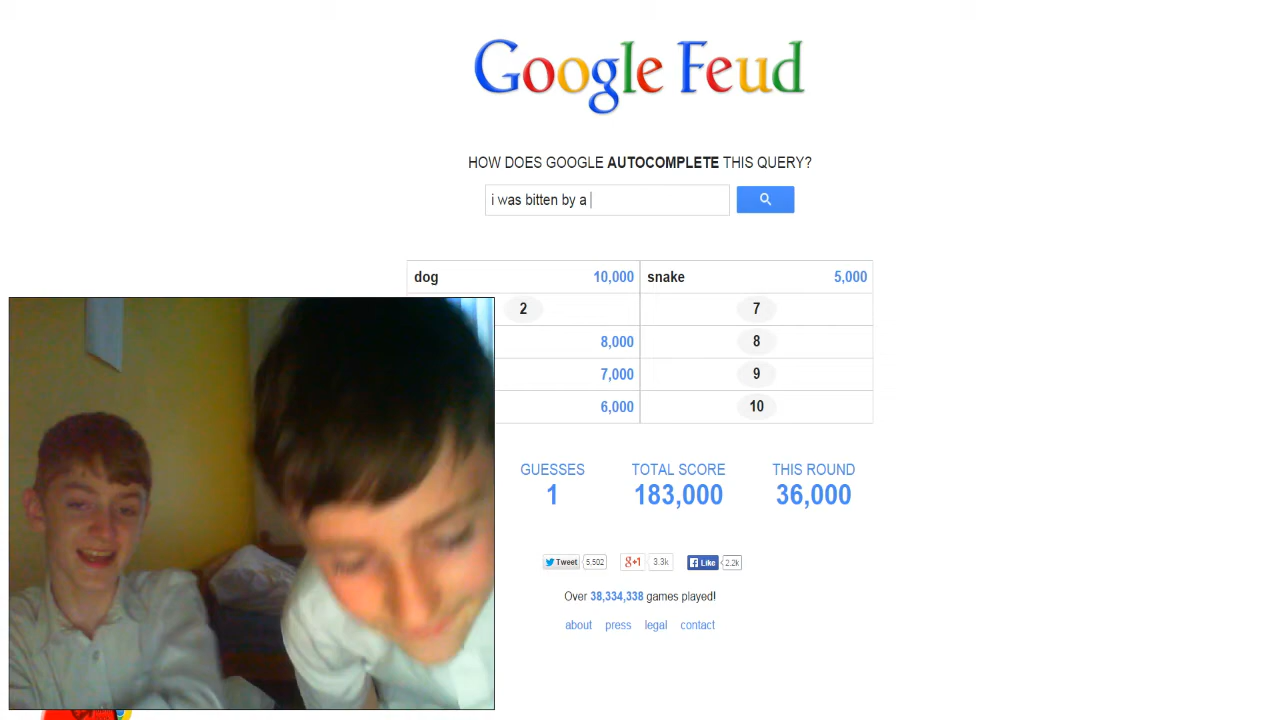 Google Feud
HOW DOES GOOGLE AUTOCOMPLETE THIS QUERY?
i was bitten by a
dog 10,000 snake 5,000
2 7
8,000 8
7,000 9
6,000 10
GUESSES TOTAL SCORE THIS ROUND
1 183,000 36,000
Tweet 5,502 g+1 3.3k Like 2.2k
Over 38,334,338 games played!
about press legal contact